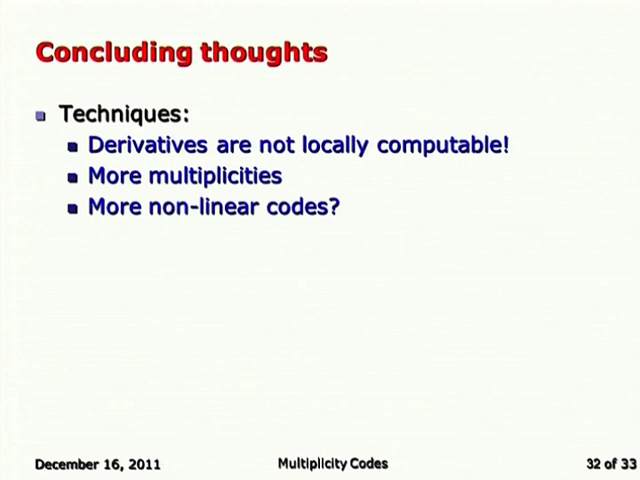 Concluding thoughts
Techniques:
Derivatives are not locally computable!
More multiplicities
More non-linear codes?
December 16, 2011
Multiplicity Codes
32 of 33